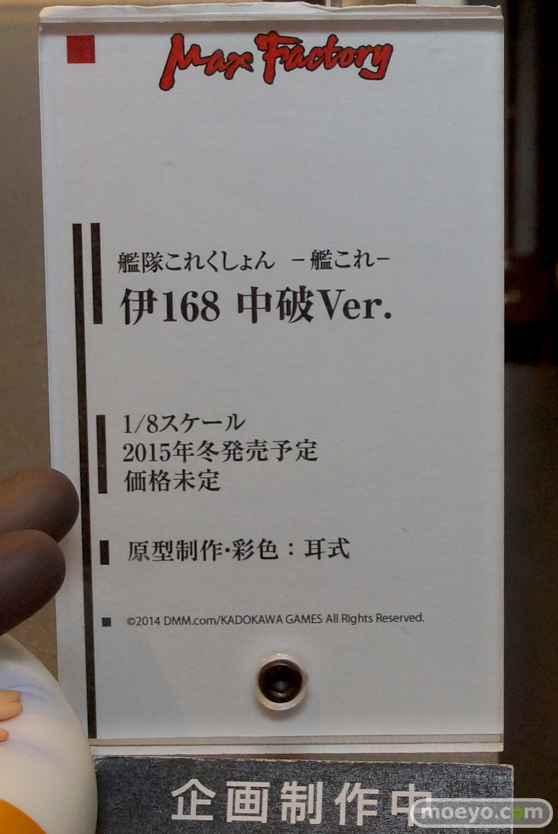 Max Factory
艦隊これくしょん －艦これ－
伊168 中破Ver.
1/8スケール
2015年冬発売予定
価格未定
原型制作・彩色：耳式
©2014 DMM.com/KADOKAWA GAMES All Rights Reserved.
企画制作中
moeyo.com